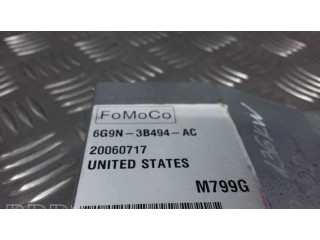 FoMoCo
6G9N-3B494-AC
20060717
UNITED STATES
M799G